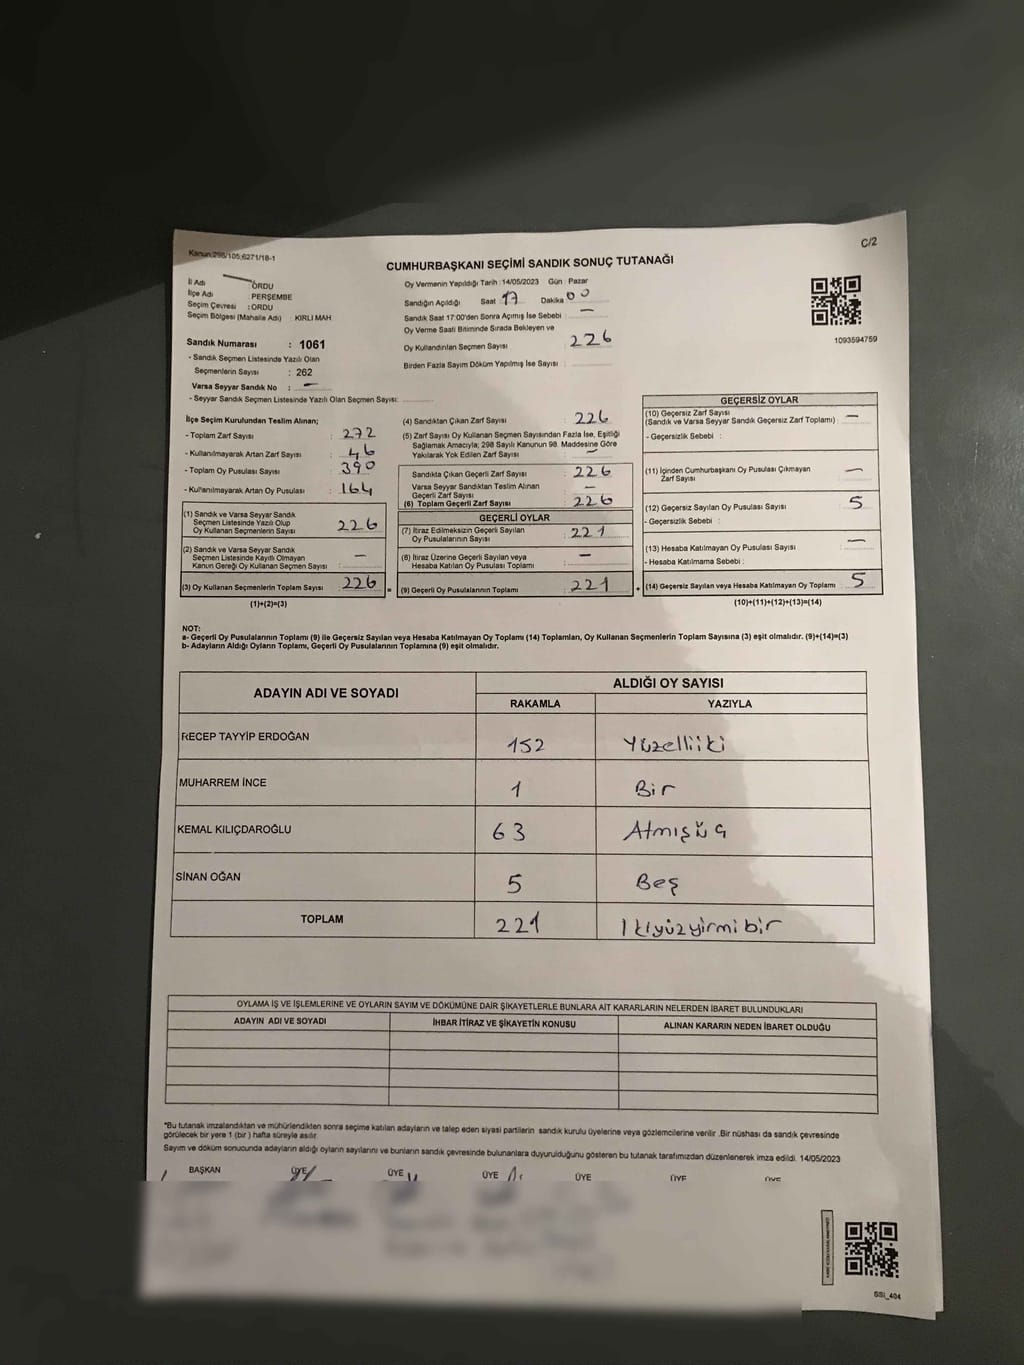 Kanun:298/105,6271/18-1
C/2
CUMHURBAŞKANI SEÇİMİ SANDIK SONUÇ TUTANAĞI
İl Adı : ORDU
İlçe Adı : PERŞEMBE
Seçim Çevresi : ORDU
Seçim Bölgesi (Mahalle Adı) : KIRLI MAH.
Sandık Numarası : 1061
- Sandık Seçmen Listesinde Yazılı Olan
Seçmenlerin Sayısı : 262
Varsa Seyyar Sandık No : —
- Seyyar Sandık Seçmen Listesinde Yazılı Olan Seçmen Sayısı:
Oy Vermenin Yapıldığı Tarih :14/05/2023 Gün : Pazar
Sandığın Açıldığı Saat 17 Dakika 00
Sandık Saat 17:00'den Sonra Açımış İse Sebebi : —
Oy Verme Saati Bitiminde Sırada Bekleyen ve
Oy Kullandırılan Seçmen Sayısı : 226
Birden Fazla Sayım Döküm Yapılmış İse Sayısı :
1093594759
İlçe Seçim Kurulundan Teslim Alınan;
- Toplam Zarf Sayısı : 272
- Kullanılmayarak Artan Zarf Sayısı : 46
- Toplam Oy Pusulası Sayısı : 390
- Kullanılmayarak Artan Oy Pusulası : 164
(1) Sandık ve Varsa Seyyar Sandık
Seçmen Listesinde Yazılı Olup
Oy Kullanan Seçmenlerin Sayısı : 226
(2) Sandık ve Varsa Seyyar Sandık
Seçmen Listesinde Kayıtlı Olmayan
Kanun Gereği Oy Kullanan Seçmen Sayısı : —
(3) Oy Kullanan Seçmenlerin Toplam Sayısı : 226
(1)+(2)=(3)
(4) Sandıktan Çıkan Zarf Sayısı : 226
(5) Zarf Sayısı Oy Kullanan Seçmen Sayısından Fazla İse, Eşitliği
Sağlamak Amacıyla; 298 Sayılı Kanunun 98. Maddesine Göre
Yakılarak Yok Edilen Zarf Sayısı : —
Sandıkta Çıkan Geçerli Zarf Sayısı : 226
Varsa Seyyar Sandıktan Teslim Alınan
Geçerli Zarf Sayısı : —
(6) Toplam Geçerli Zarf Sayısı : 226
GEÇERLİ OYLAR
(7) İtiraz Edilmeksizin Geçerli Sayılan
Oy Pusulalarının Sayısı : 221
(8) İtiraz Üzerine Geçerli Sayılan veya
Hesaba Katılan Oy Pusulası Toplamı : —
= (9) Geçerli Oy Pusulalarının Toplamı : 221
GEÇERSİZ OYLAR
(10) Geçersiz Zarf Sayısı
(Sandık ve Varsa Seyyar Sandık Geçersiz Zarf Toplamı) : —
- Geçersizlik Sebebi :
(11) İçinden Cumhurbaşkanı Oy Pusulası Çıkmayan
Zarf Sayısı : —
(12) Geçersiz Sayılan Oy Pusulası Sayısı : 5
- Geçersizlik Sebebi :
(13) Hesaba Katılmayan Oy Pusulası Sayısı : —
- Hesaba Katılmama Sebebi :
+ (14) Geçersiz Sayılan veya Hesaba Katılmayan Oy Toplamı : 5
(10)+(11)+(12)+(13)=(14)
NOT:
a- Geçerli Oy Pusulalarının Toplamı (9) ile Geçersiz Sayılan veya Hesaba Katılmayan Oy Toplamı (14) Toplamları, Oy Kullanan Seçmenlerin Toplam Sayısına (3) eşit olmalıdır. (9)+(14)=(3)
b- Adayların Aldığı Oyların Toplamı, Geçerli Oy Pusulalarının Toplamına (9) eşit olmalıdır.
ADAYIN ADI VE SOYADI
ALDIĞI OY SAYISI
RAKAMLA YAZIYLA
RECEP TAYYİP ERDOĞAN 152 Yüzelliiki
MUHARREM İNCE 1 Bir
KEMAL KILIÇDAROĞLU 63 Atmışüç
SİNAN OĞAN 5 Beş
TOPLAM 221 İkiyüzyirmibir
OYLAMA İŞ VE İŞLEMLERİNE VE OYLARIN SAYIM VE DÖKÜMÜNE DAİR ŞİKAYETLERLE BUNLARA AİT KARARLARIN NELERDEN İBARET BULUNDUKLARI
ADAYIN ADI VE SOYADI İHBAR İTİRAZ VE ŞİKAYETİN KONUSU ALINAN KARARIN NEDEN İBARET OLDUĞU
*Bu tutanak imzalandıktan ve mühürlendikten sonra seçime katılan adayların ve talep eden siyasi partilerin sandık kurulu üyelerine veya gözlemcilerine verilir .Bir nüshası da sandık çevresinde
görülecek bir yere 1 (bir ) hafta süreyle asılır.
Sayım ve döküm sonucunda adayların aldığı oyların sayılarını ve bunların sandık çevresinde bulunanlara duyurulduğunu gösteren bu tutanak tarafımızdan düzenlenerek imza edildi. 14/05/2023
BAŞKAN ÜYE ÜYE ÜYE ÜYE ÜYE ÜYE
SSİ_404